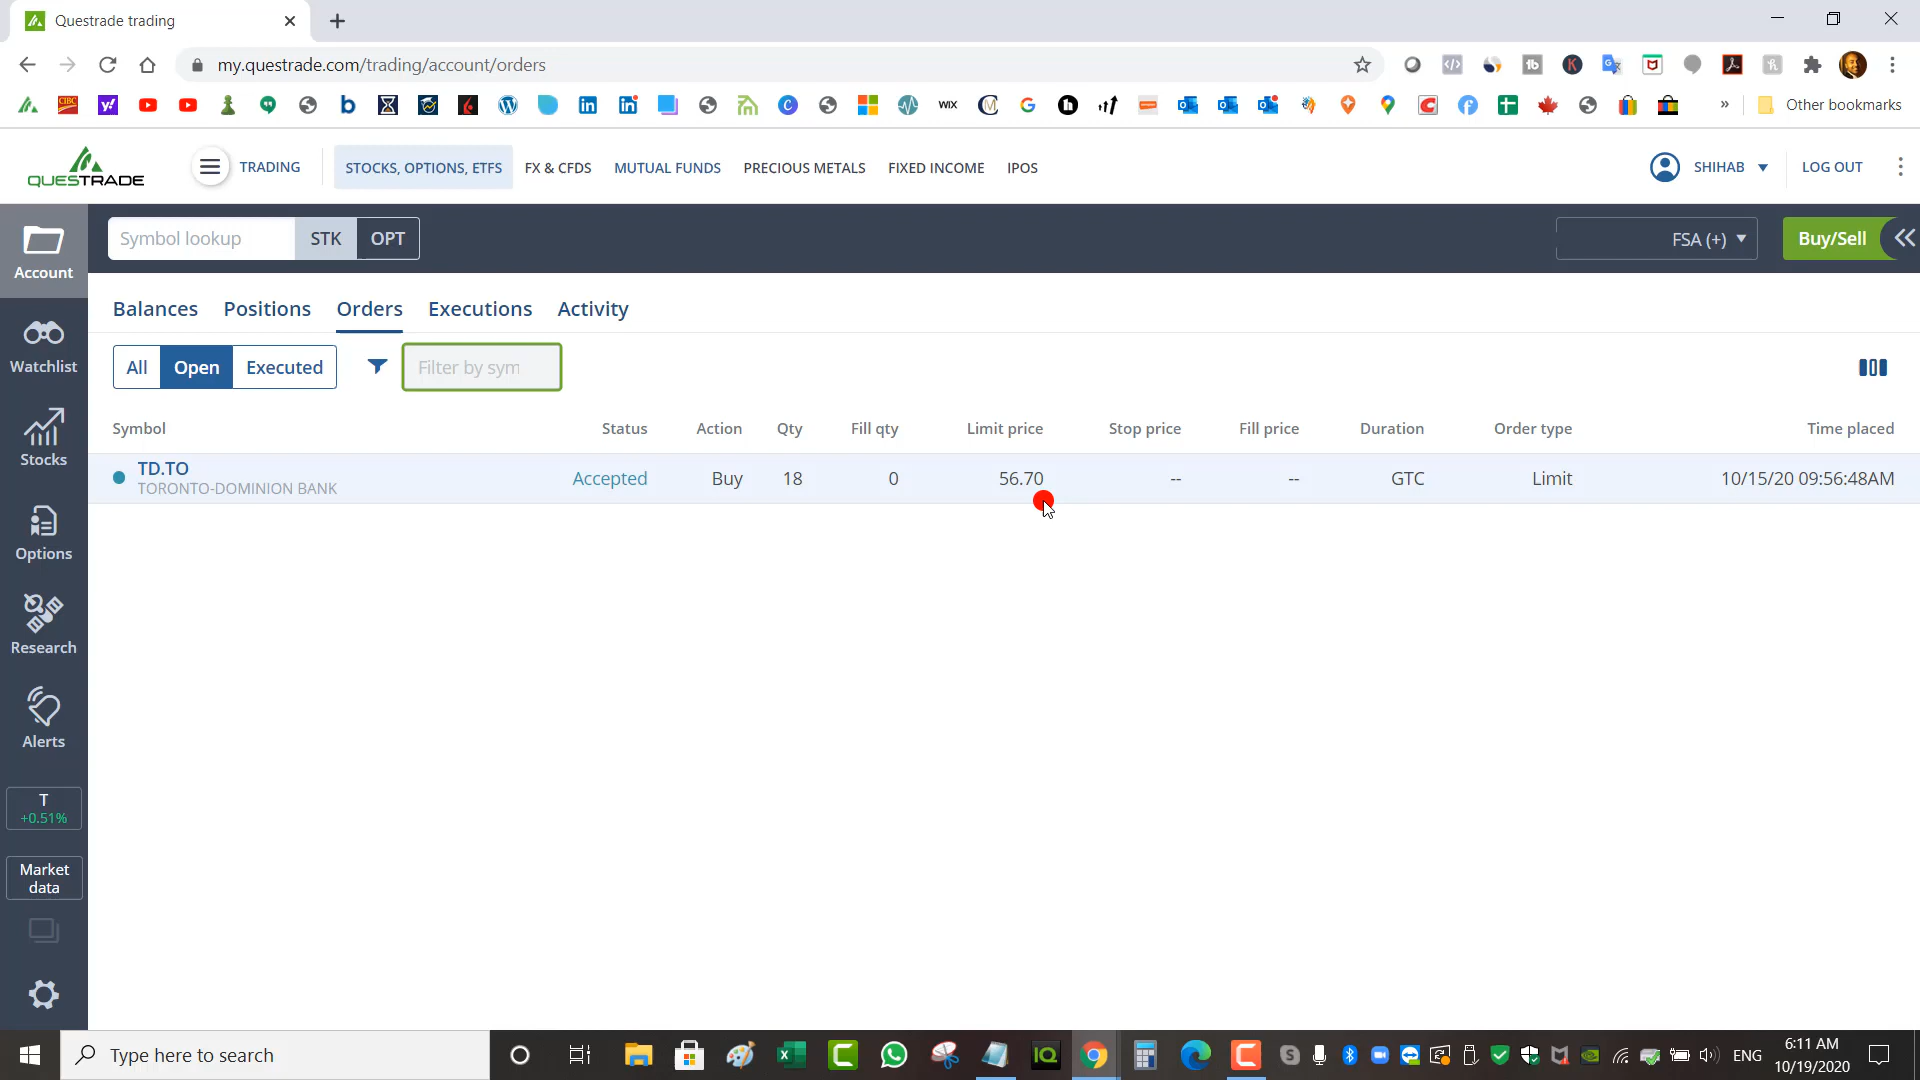 Questrade trading
my.questrade.com/trading/account/orders
Other bookmarks
QUESTRADE
TRADING
STOCKS, OPTIONS, ETFS FX & CFDS MUTUAL FUNDS PRECIOUS METALS FIXED INCOME IPOS
SHIHAB
LOG OUT
Account
Symbol lookup STK OPT
FSA (+)
Buy/Sell
Balances Positions Orders Executions Activity
Watchlist
All Open Executed
Filter by sym
Symbol Status Action Qty Fill qty Limit price Stop price Fill price Duration Order type Time placed
Stocks
TD.TO Accepted Buy 18 0 56.70 -- -- GTC Limit 10/15/20 09:56:48AM
TORONTO-DOMINION BANK
Options
Research
Alerts
T
+0.51%
Market
data
Type here to search
ENG
6:11 AM
10/19/2020